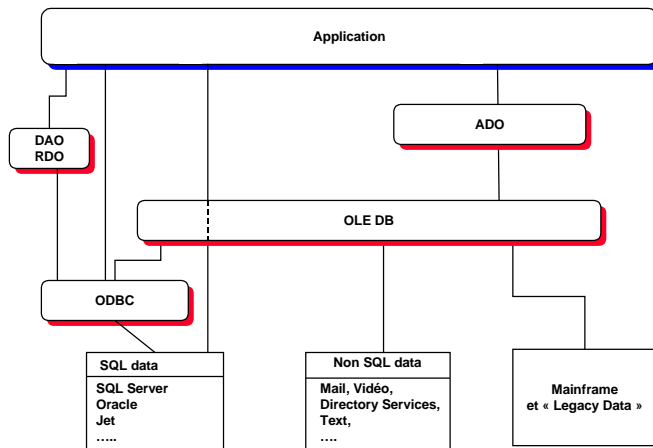 Application
DAO
RDO
ADO
OLE DB
ODBC
SQL data
SQL Server
Oracle
Jet
…..
Non SQL data
Mail, Vidéo,
Directory Services,
Text,
….
Mainframe
et « Legacy Data »